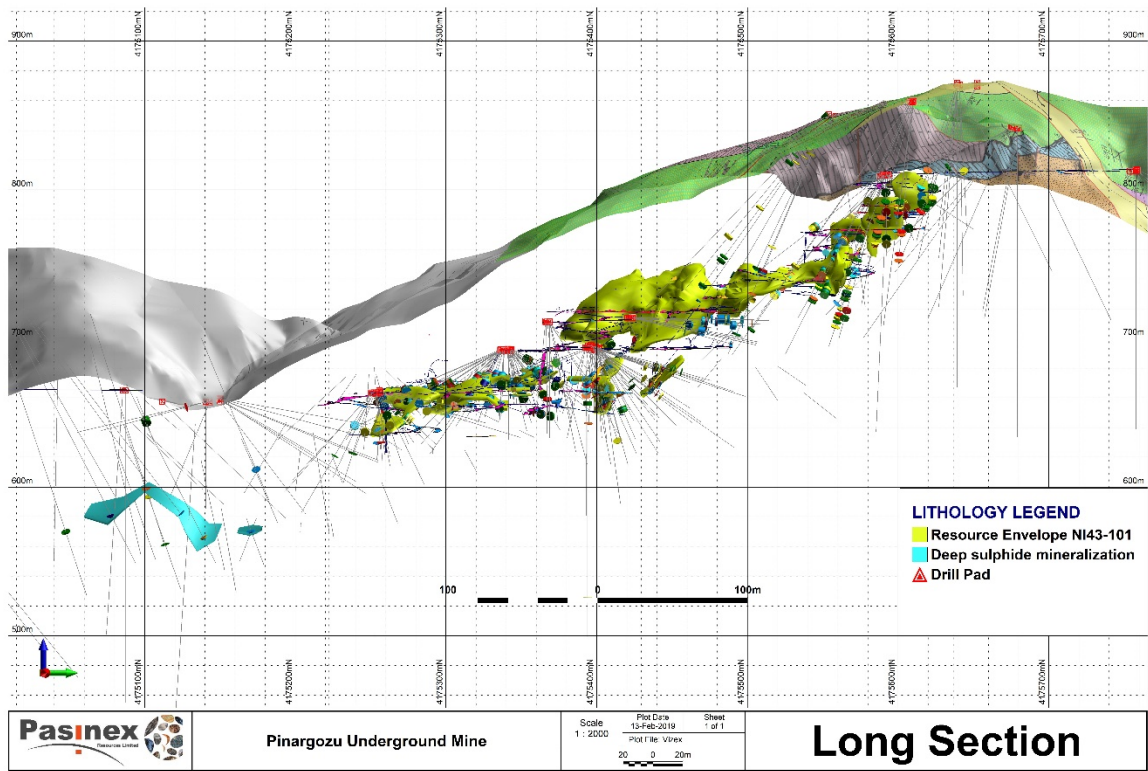 900m
4175100mN
4175200mN
4175300mN
4175400mN
4175500mN
4175600mN
4175700mN
900m
800m
800m
700m
700m
600m
600m
LITHOLOGY LEGEND
Resource Envelope NI43-101
Deep sulphide mineralization
Drill Pad
100
0
100m
500m
500m
4175100mN
4175200mN
4175300mN
4175400mN
4175500mN
4175600mN
4175700mN
Pasinex
Resources Limited
Pinargozu Underground Mine
Scale
1 : 2000
Plot Date
13-Feb-2019
Sheet
1 of 1
Plot File: Vizex
20 0 20m
Long Section